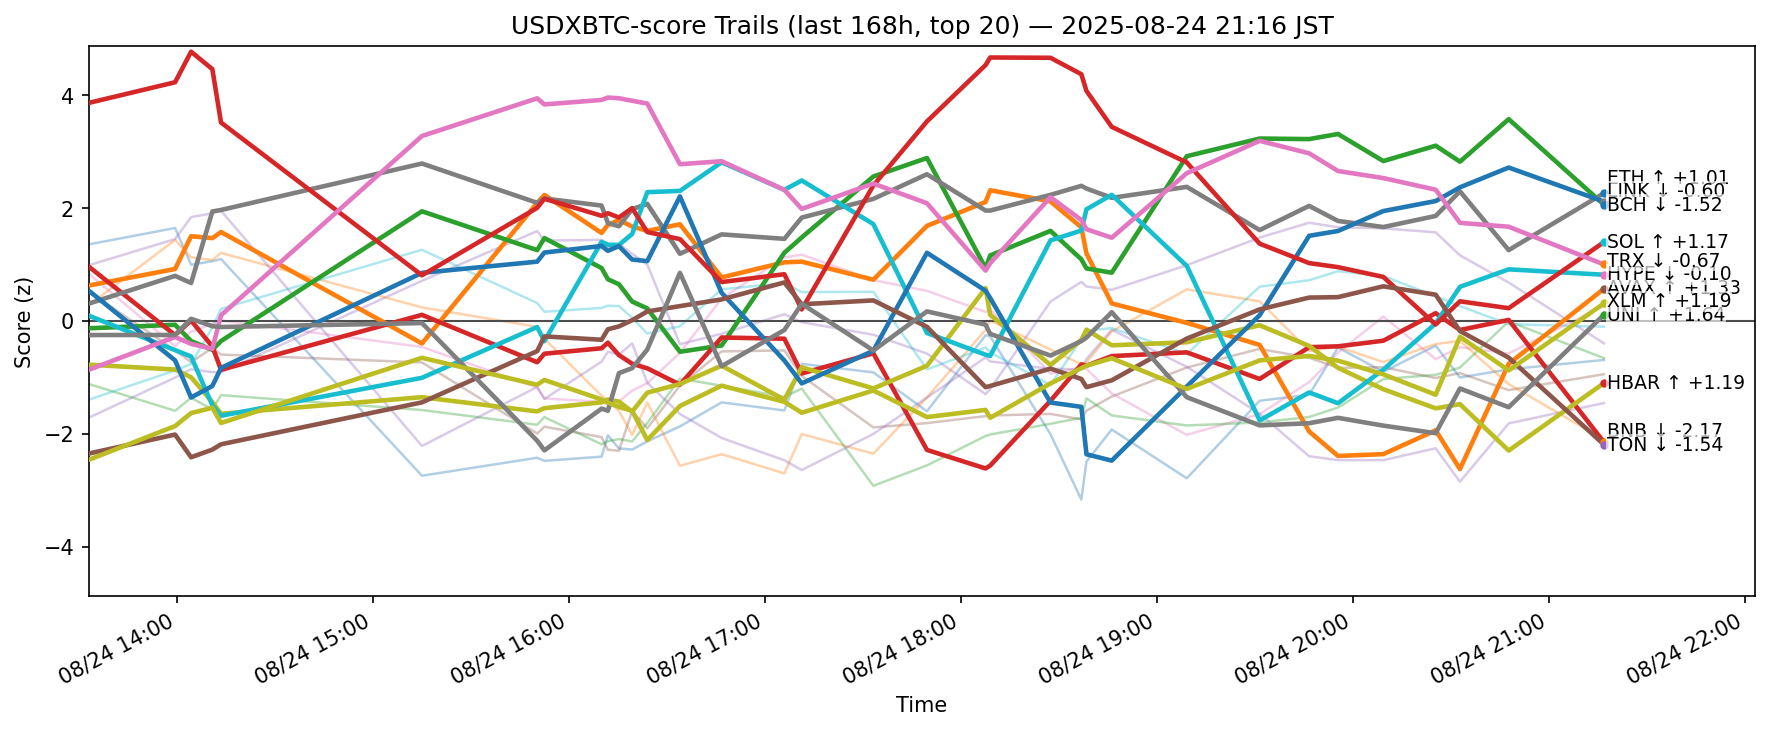 USDXBTC-score Trails (last 168h, top 20) — 2025-08-24 21:16 JST
Score (z)
4
2
0
−2
−4
ETH ↑ +1.01
LINK ↓ -0.60
BCH ↓ -1.52
SOL ↑ +1.17
TRX ↓ -0.67
HYPE ↓ -0.10
AVAX ↑ +1.33
XLM ↑ +1.19
UNI ↑ +1.64
HBAR ↑ +1.19
BNB ↓ -2.17
TON ↓ -1.54
08/24 14:00
08/24 15:00
08/24 16:00
08/24 17:00
08/24 18:00
08/24 19:00
08/24 20:00
08/24 21:00
08/24 22:00
Time